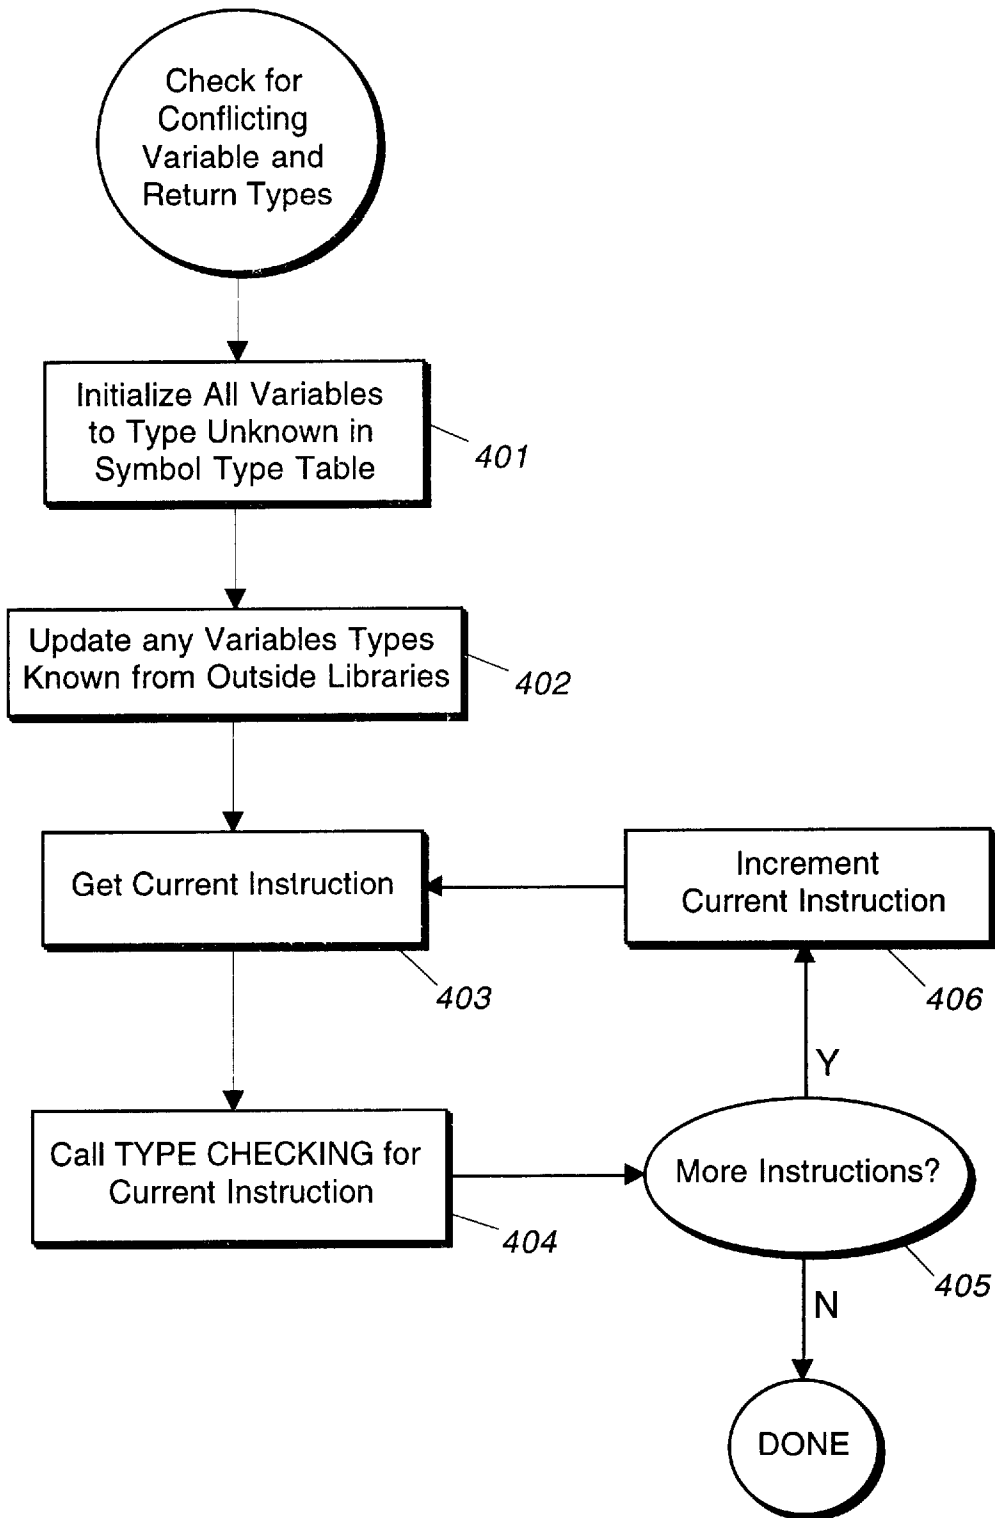 Check for
Conflicting
Variable and
Return Types
Initialize All Variables
to Type Unknown in
Symbol Type Table
401
Update any Variables Types
Known from Outside Libraries
402
Get Current Instruction
403
Increment
Current Instruction
406
Y
Call TYPE CHECKING for
Current Instruction
404
More Instructions?
405
N
DONE